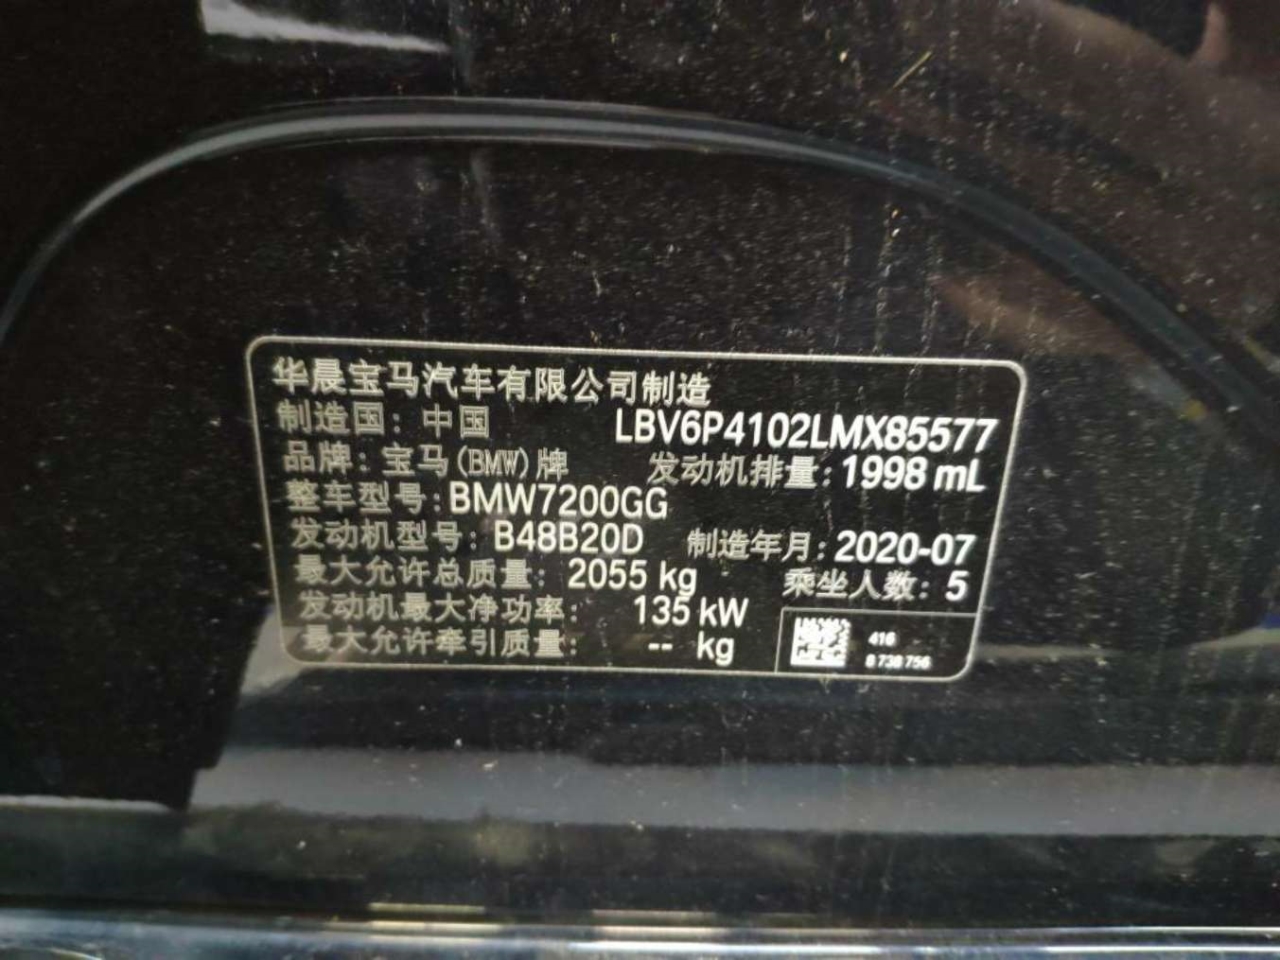 华晨宝马汽车有限公司制造
制造国：中国 LBV6P4102LMX85577
品牌：宝马(BMW)牌 发动机排量：1998 mL
整车型号：BMW7200GG
发动机型号：B48B20D 制造年月：2020-07
最大允许总质量：2055 kg 乘坐人数：5
发动机最大净功率：135 kW
最大允许牵引质量：-- kg
416
8 738 756